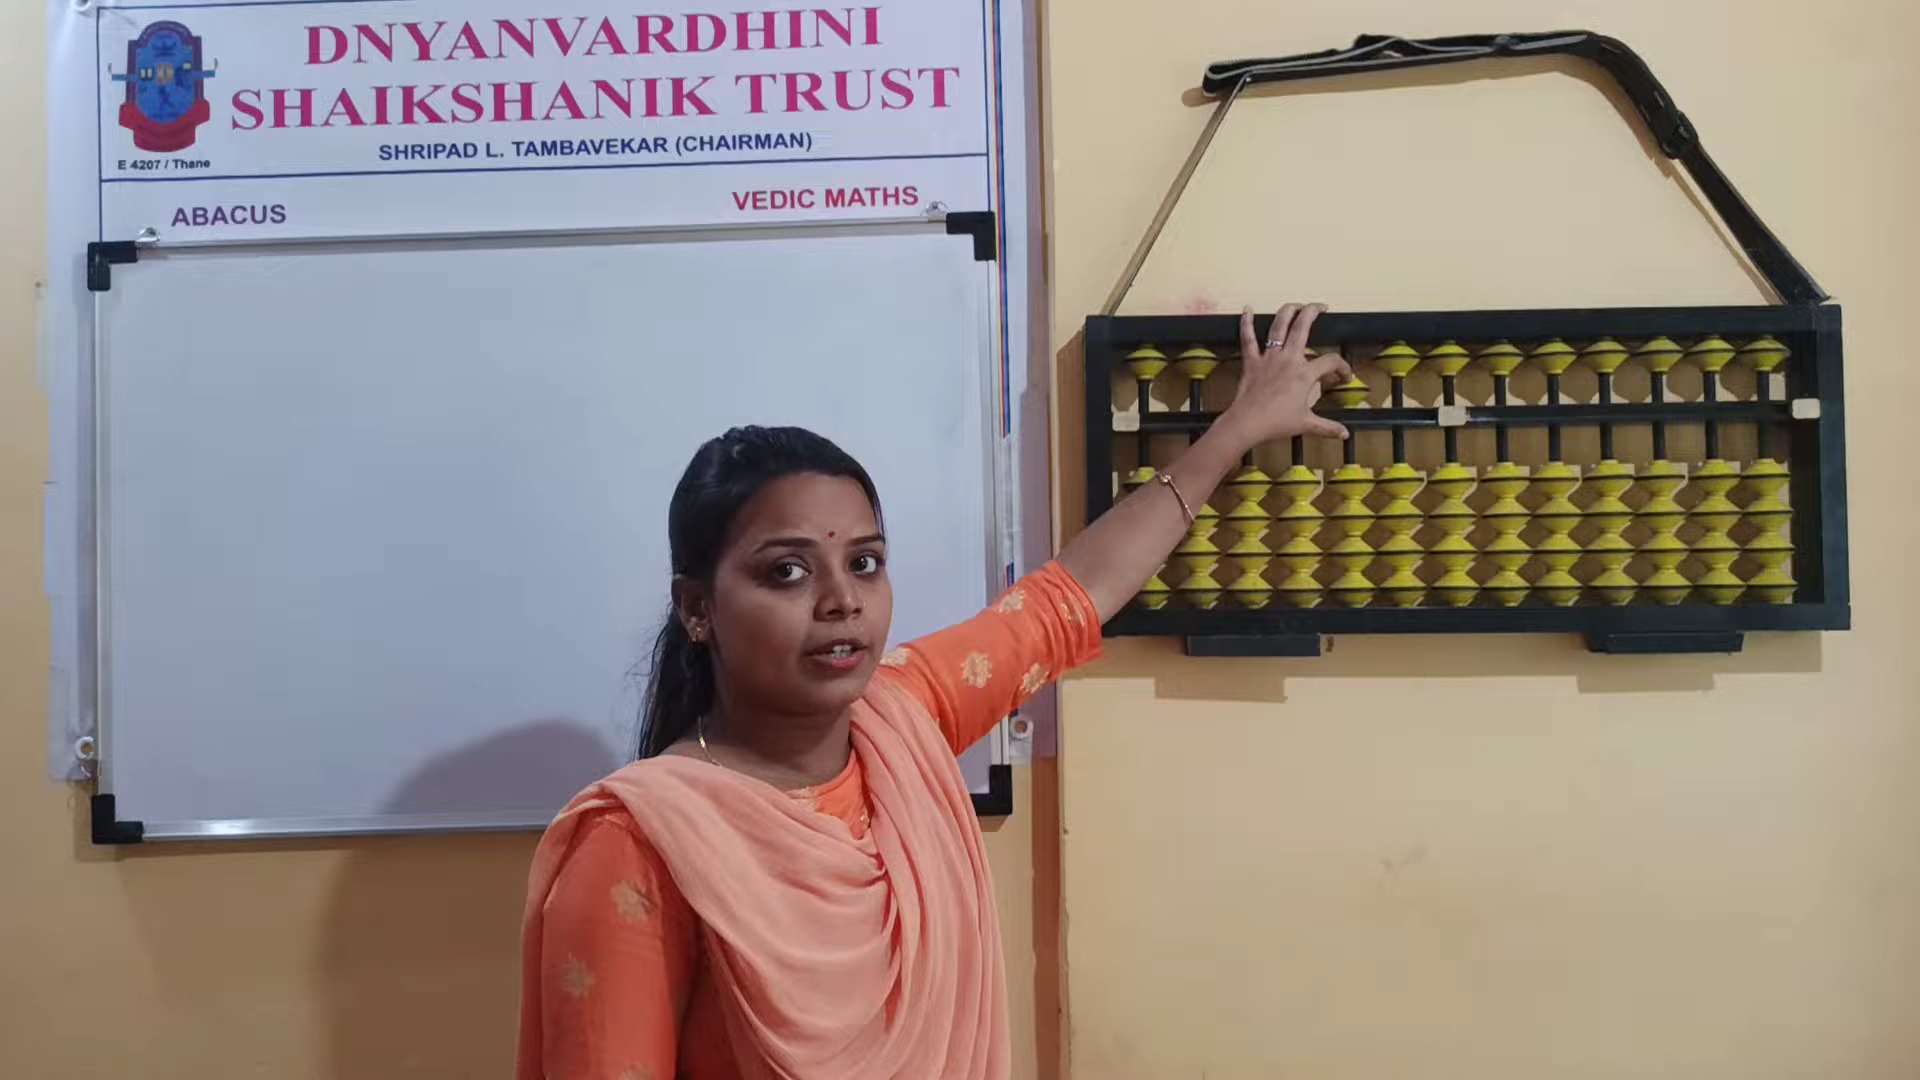 DNYANVARDHINI
SHAIKSHANIK TRUST
SHRIPAD L. TAMBAVEKAR (CHAIRMAN)
E 4207 / Thane
ABACUS
VEDIC MATHS